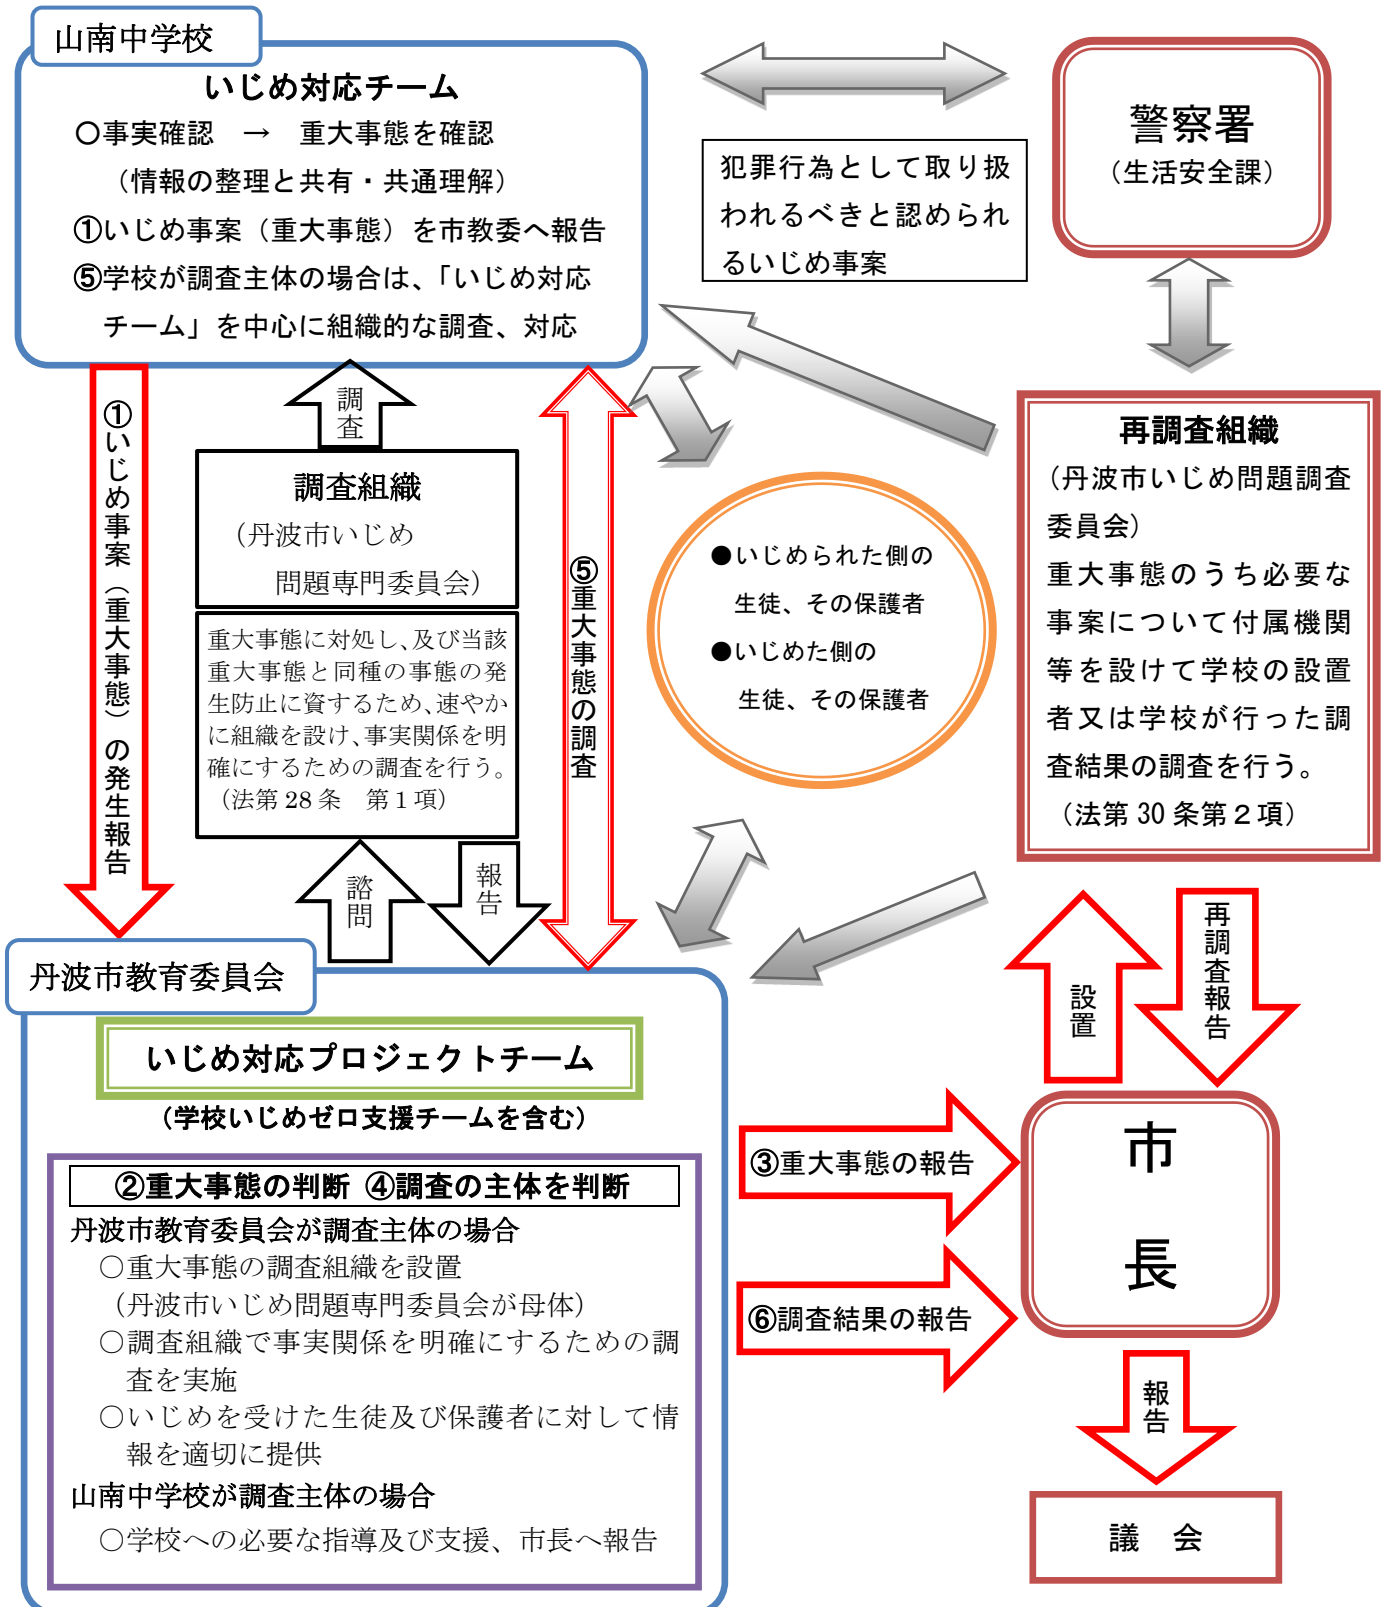 山南中学校
いじめ対応チーム
〇事実確認　→　重大事態を確認
（情報の整理と共有・共通理解）
①いじめ事案（重大事態）を市教委へ報告
⑤学校が調査主体の場合は、「いじめ対応
チーム」を中心に組織的な調査、対応
犯罪行為として取り扱
われるべきと認められ
るいじめ事案
警察署
（生活安全課）
①いじめ事案（重大事態）の発生報告
調査
調査組織
（丹波市いじめ
問題専門委員会）
重大事態に対処し、及び当該
重大事態と同種の事態の発
生防止に資するため、速やか
に組織を設け、事実関係を明
確にするための調査を行う。
（法第 28 条　第１項）
諮問
報告
⑤重大事態の調査
●いじめられた側の
生徒、その保護者
●いじめた側の
生徒、その保護者
再調査組織
（丹波市いじめ問題調査
委員会）
重大事態のうち必要な
事案について付属機関
等を設けて学校の設置
者又は学校が行った調
査結果の調査を行う。
（法第 30 条第２項）
設置
再調査報告
丹波市教育委員会
いじめ対応プロジェクトチーム
（学校いじめゼロ支援チームを含む）
②重大事態の判断 ④調査の主体を判断
丹波市教育委員会が調査主体の場合
〇重大事態の調査組織を設置
（丹波市いじめ問題専門委員会が母体）
〇調査組織で事実関係を明確にするための調
査を実施
〇いじめを受けた生徒及び保護者に対して情
報を適切に提供
山南中学校が調査主体の場合
〇学校への必要な指導及び支援、市長へ報告
③重大事態の報告
⑥調査結果の報告
市
長
報告
議　会